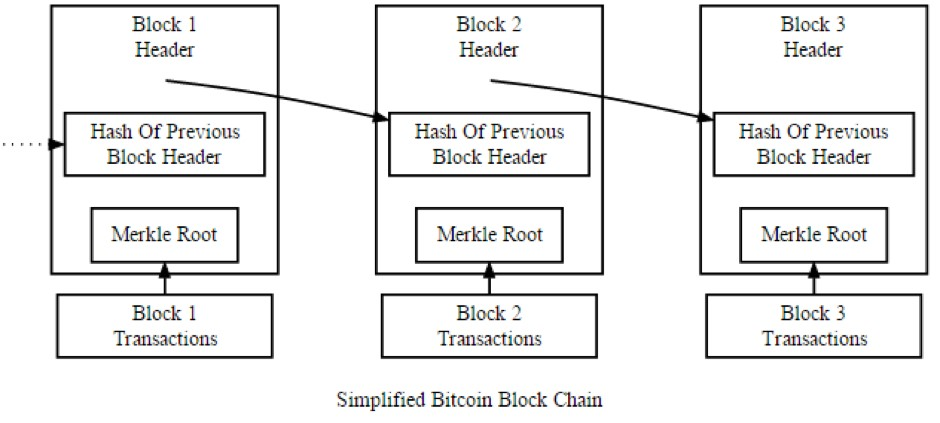 Block 1
Header
Hash Of Previous
Block Header
Merkle Root
Block 1
Transactions
Block 2
Header
Hash Of Previous
Block Header
Merkle Root
Block 2
Transactions
Block 3
Header
Hash Of Previous
Block Header
Merkle Root
Block 3
Transactions
Simplified Bitcoin Block Chain